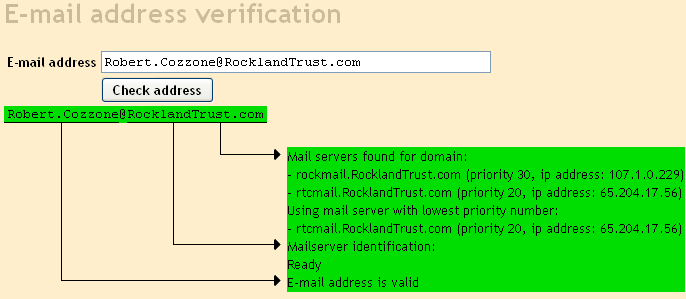 E-mail address verification
E-mail address Robert.Cozzone@RocklandTrust.com
Check address
Robert.Cozzone@RocklandTrust.com
Mail servers found for domain:
- rockmail.RocklandTrust.com (priority 30, ip address: 107.1.0.229)
- rtcmail.RocklandTrust.com (priority 20, ip address: 65.204.17.56)
Using mail server with lowest priority number:
- rtcmail.RocklandTrust.com (priority 20, ip address: 65.204.17.56)
Mailserver identification:
Ready
E-mail address is valid